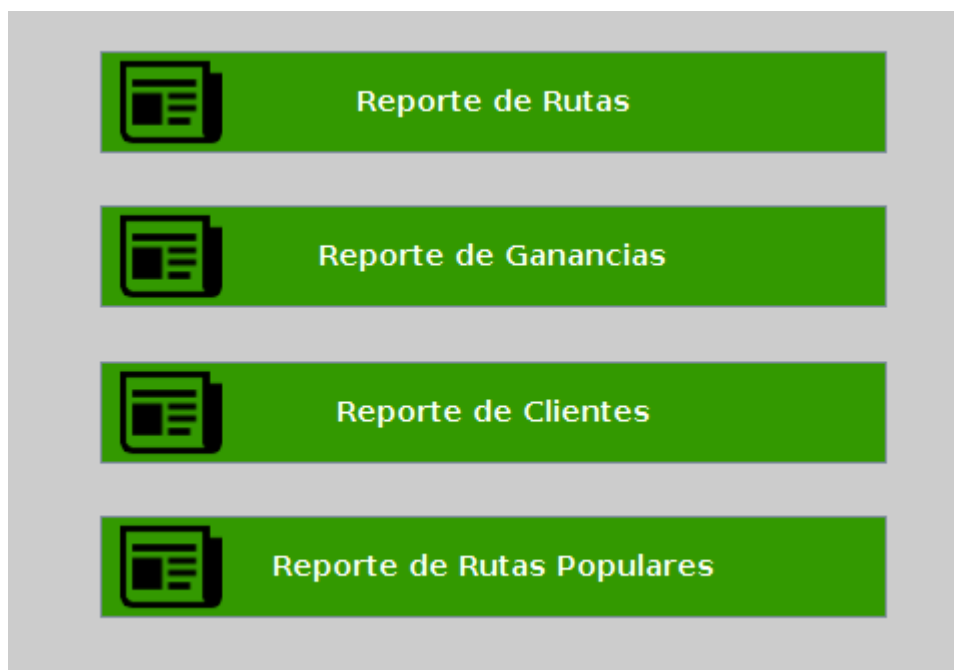 Reporte de Rutas
Reporte de Ganancias
Reporte de Clientes
Reporte de Rutas Populares